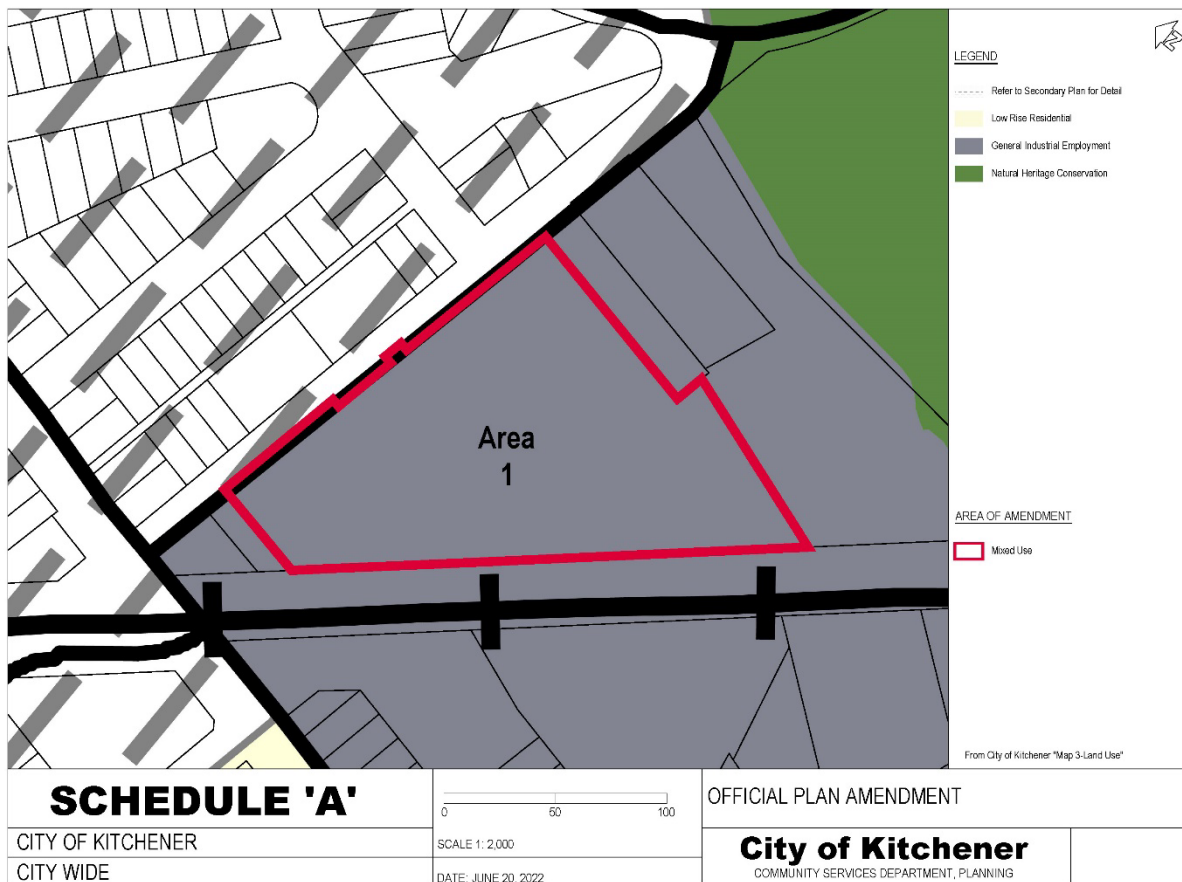 LEGEND
Refer to Secondary Plan for Detail
Low Rise Residential
General Industrial Employment
Natural Heritage Conservation
Area
1
AREA OF AMENDMENT
Mixed Use
From City of Kitchener "Map 3-Land Use"
SCHEDULE 'A'
CITY OF KITCHENER
CITY WIDE
0 50 100
SCALE 1: 2,000
DATE: JUNE 20, 2022
OFFICIAL PLAN AMENDMENT
City of Kitchener
COMMUNITY SERVICES DEPARTMENT, PLANNING